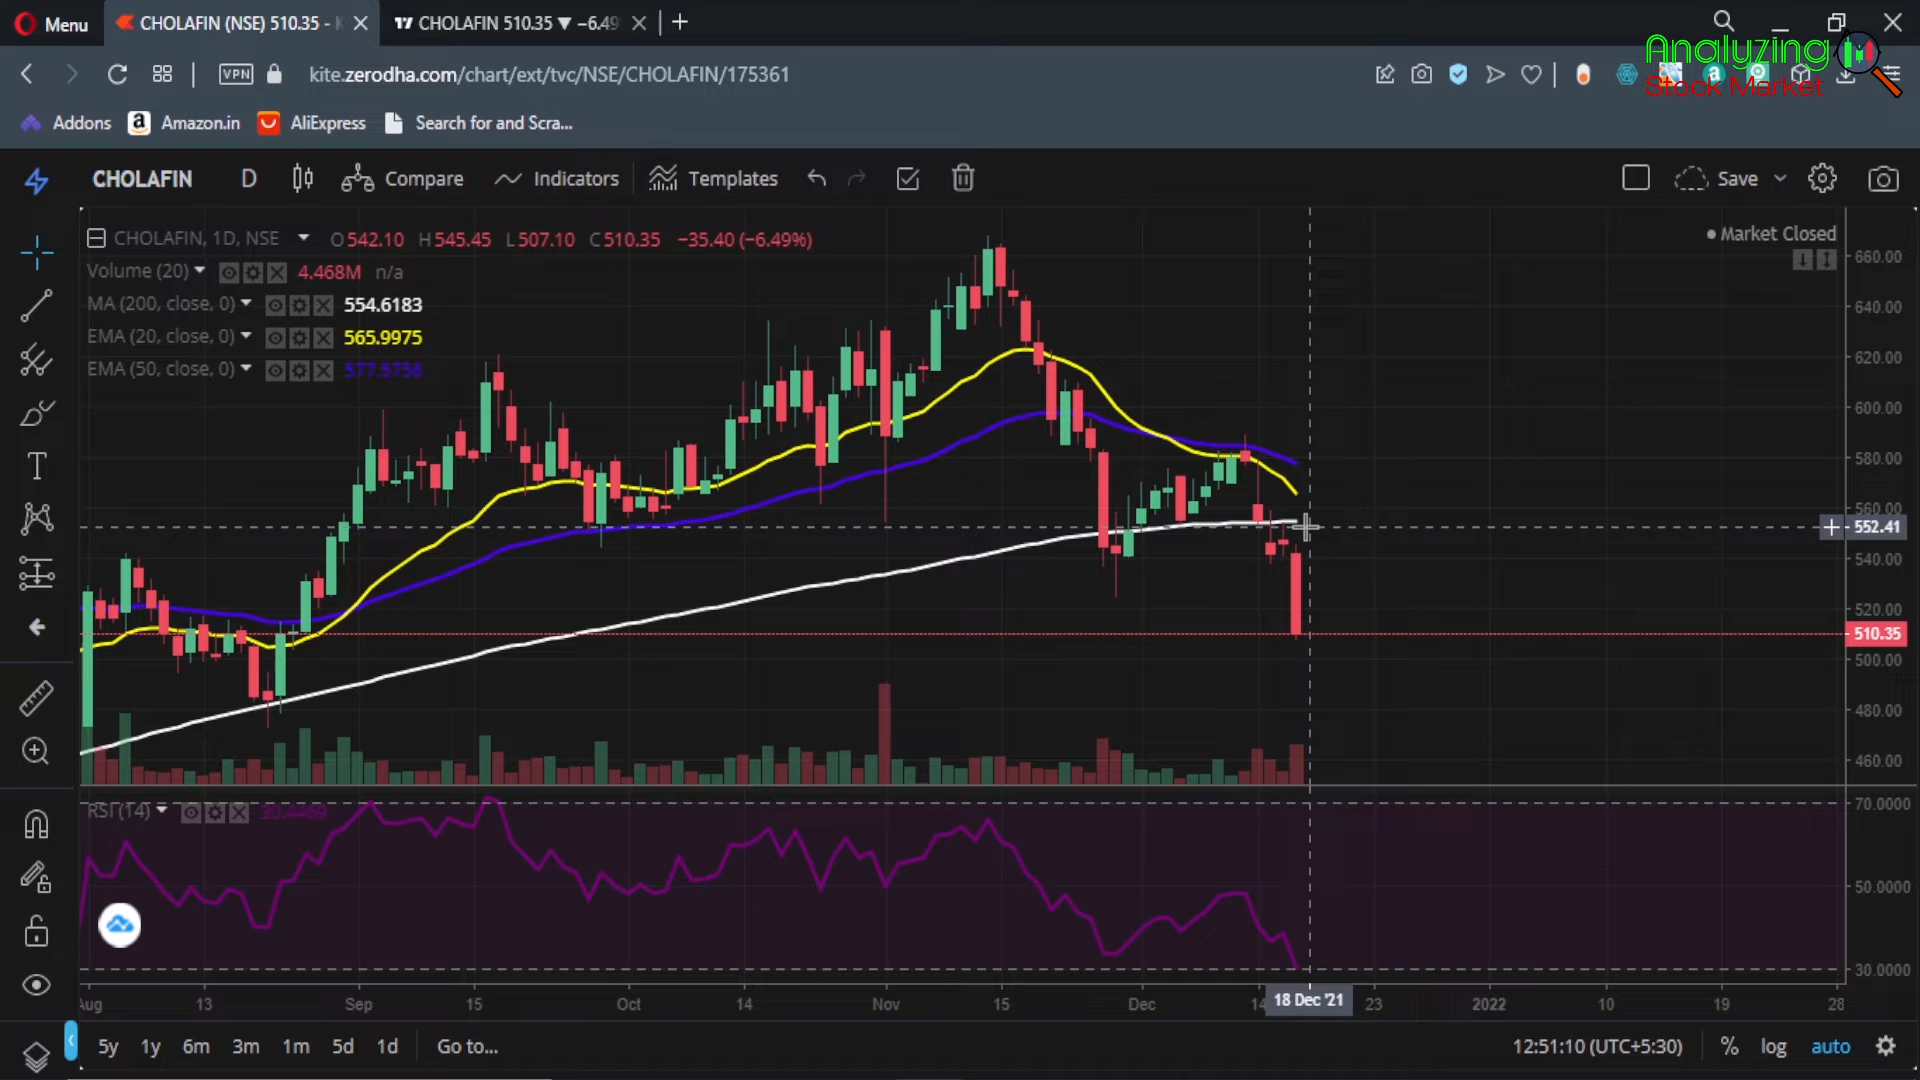 Menu
CHOLAFIN (NSE) 510.35 - K
CHOLAFIN 510.35 ▼ −6.49
Analyzing
Stock Market
VPN
kite.zerodha.com/chart/ext/tvc/NSE/CHOLAFIN/175361
Addons
Amazon.in
AliExpress
Search for and Scra...
CHOLAFIN
D
Compare
Indicators
Templates
Save
CHOLAFIN, 1D, NSE
O542.10 H545.45 L507.10 C510.35 −35.40 (−6.49%)
Market Closed
Volume (20) 4.468M n/a
MA (200, close, 0) 554.6183
EMA (20, close, 0) 565.9975
EMA (50, close, 0) 577.5756
660.00
640.00
620.00
600.00
580.00
560.00
552.41
540.00
520.00
510.35
500.00
480.00
460.00
RSI (14) 30.4469
70.0000
50.0000
30.0000
Aug 13 Sep 15 Oct 14 Nov 15 Dec 14 18 Dec '21 23 2022 10 19 28
5y 1y 6m 3m 1m 5d 1d Go to...
12:51:10 (UTC+5:30) % log auto